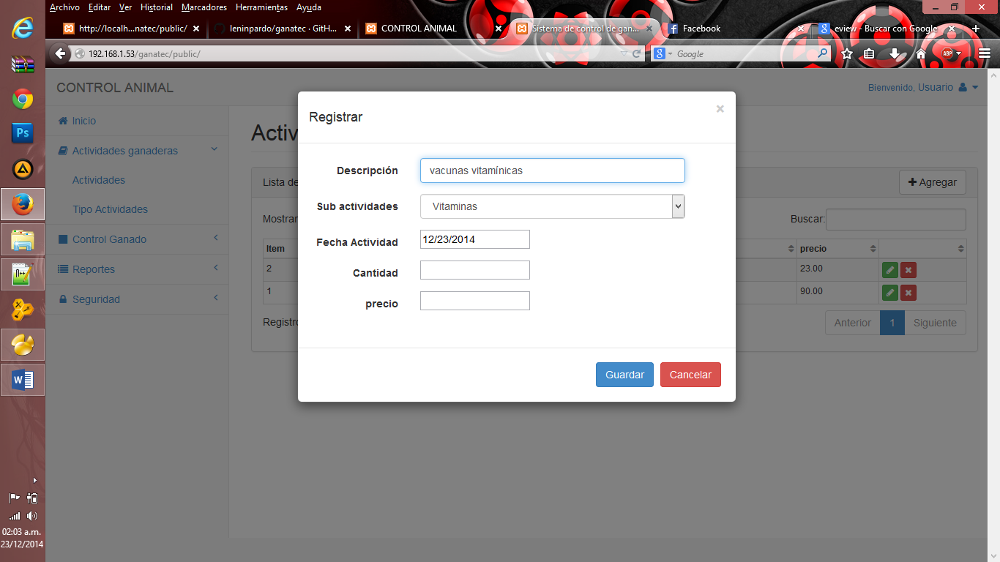 Archivo Editar Ver Historial Marcadores Herramientas Ayuda
http://localh...natec/public/
leninpardo/ganatec · GitH...
CONTROL ANIMAL
Sistema de control de gan...
Facebook
eview - Buscar con Google
192.168.1.53/ganatec/public/
Google
ABP
CONTROL ANIMAL
Bienvenido, Usuario
Inicio
Actividades ganaderas
Actividades
Tipo Actividades
Control Ganado
Reportes
Seguridad
Activ
Lista de
Agregar
Mostrar
Buscar:
Item
precio
2
23.00
1
90.00
Registro
Anterior 1 Siguiente
Registrar
×
Descripción
vacunas vitamínicas
Sub actividades
Vitaminas
Fecha Actividad
12/23/2014
Cantidad
precio
Guardar
Cancelar
Ps
W
02:03 a.m.
23/12/2014